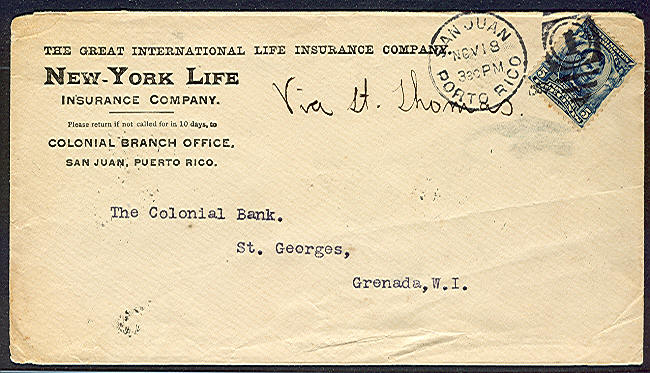 THE GREAT INTERNATIONAL LIFE INSURANCE COMPANY.
NEW-YORK LIFE
INSURANCE COMPANY.
Please return if not called for in 10 days, to
COLONIAL BRANCH OFFICE,
SAN JUAN, PUERTO RICO.
Via St. Thomas.
SAN JUAN
NOV 18
330 PM
PORTO RICO
The Colonial Bank.
St. Georges,
Grenada, W.I.